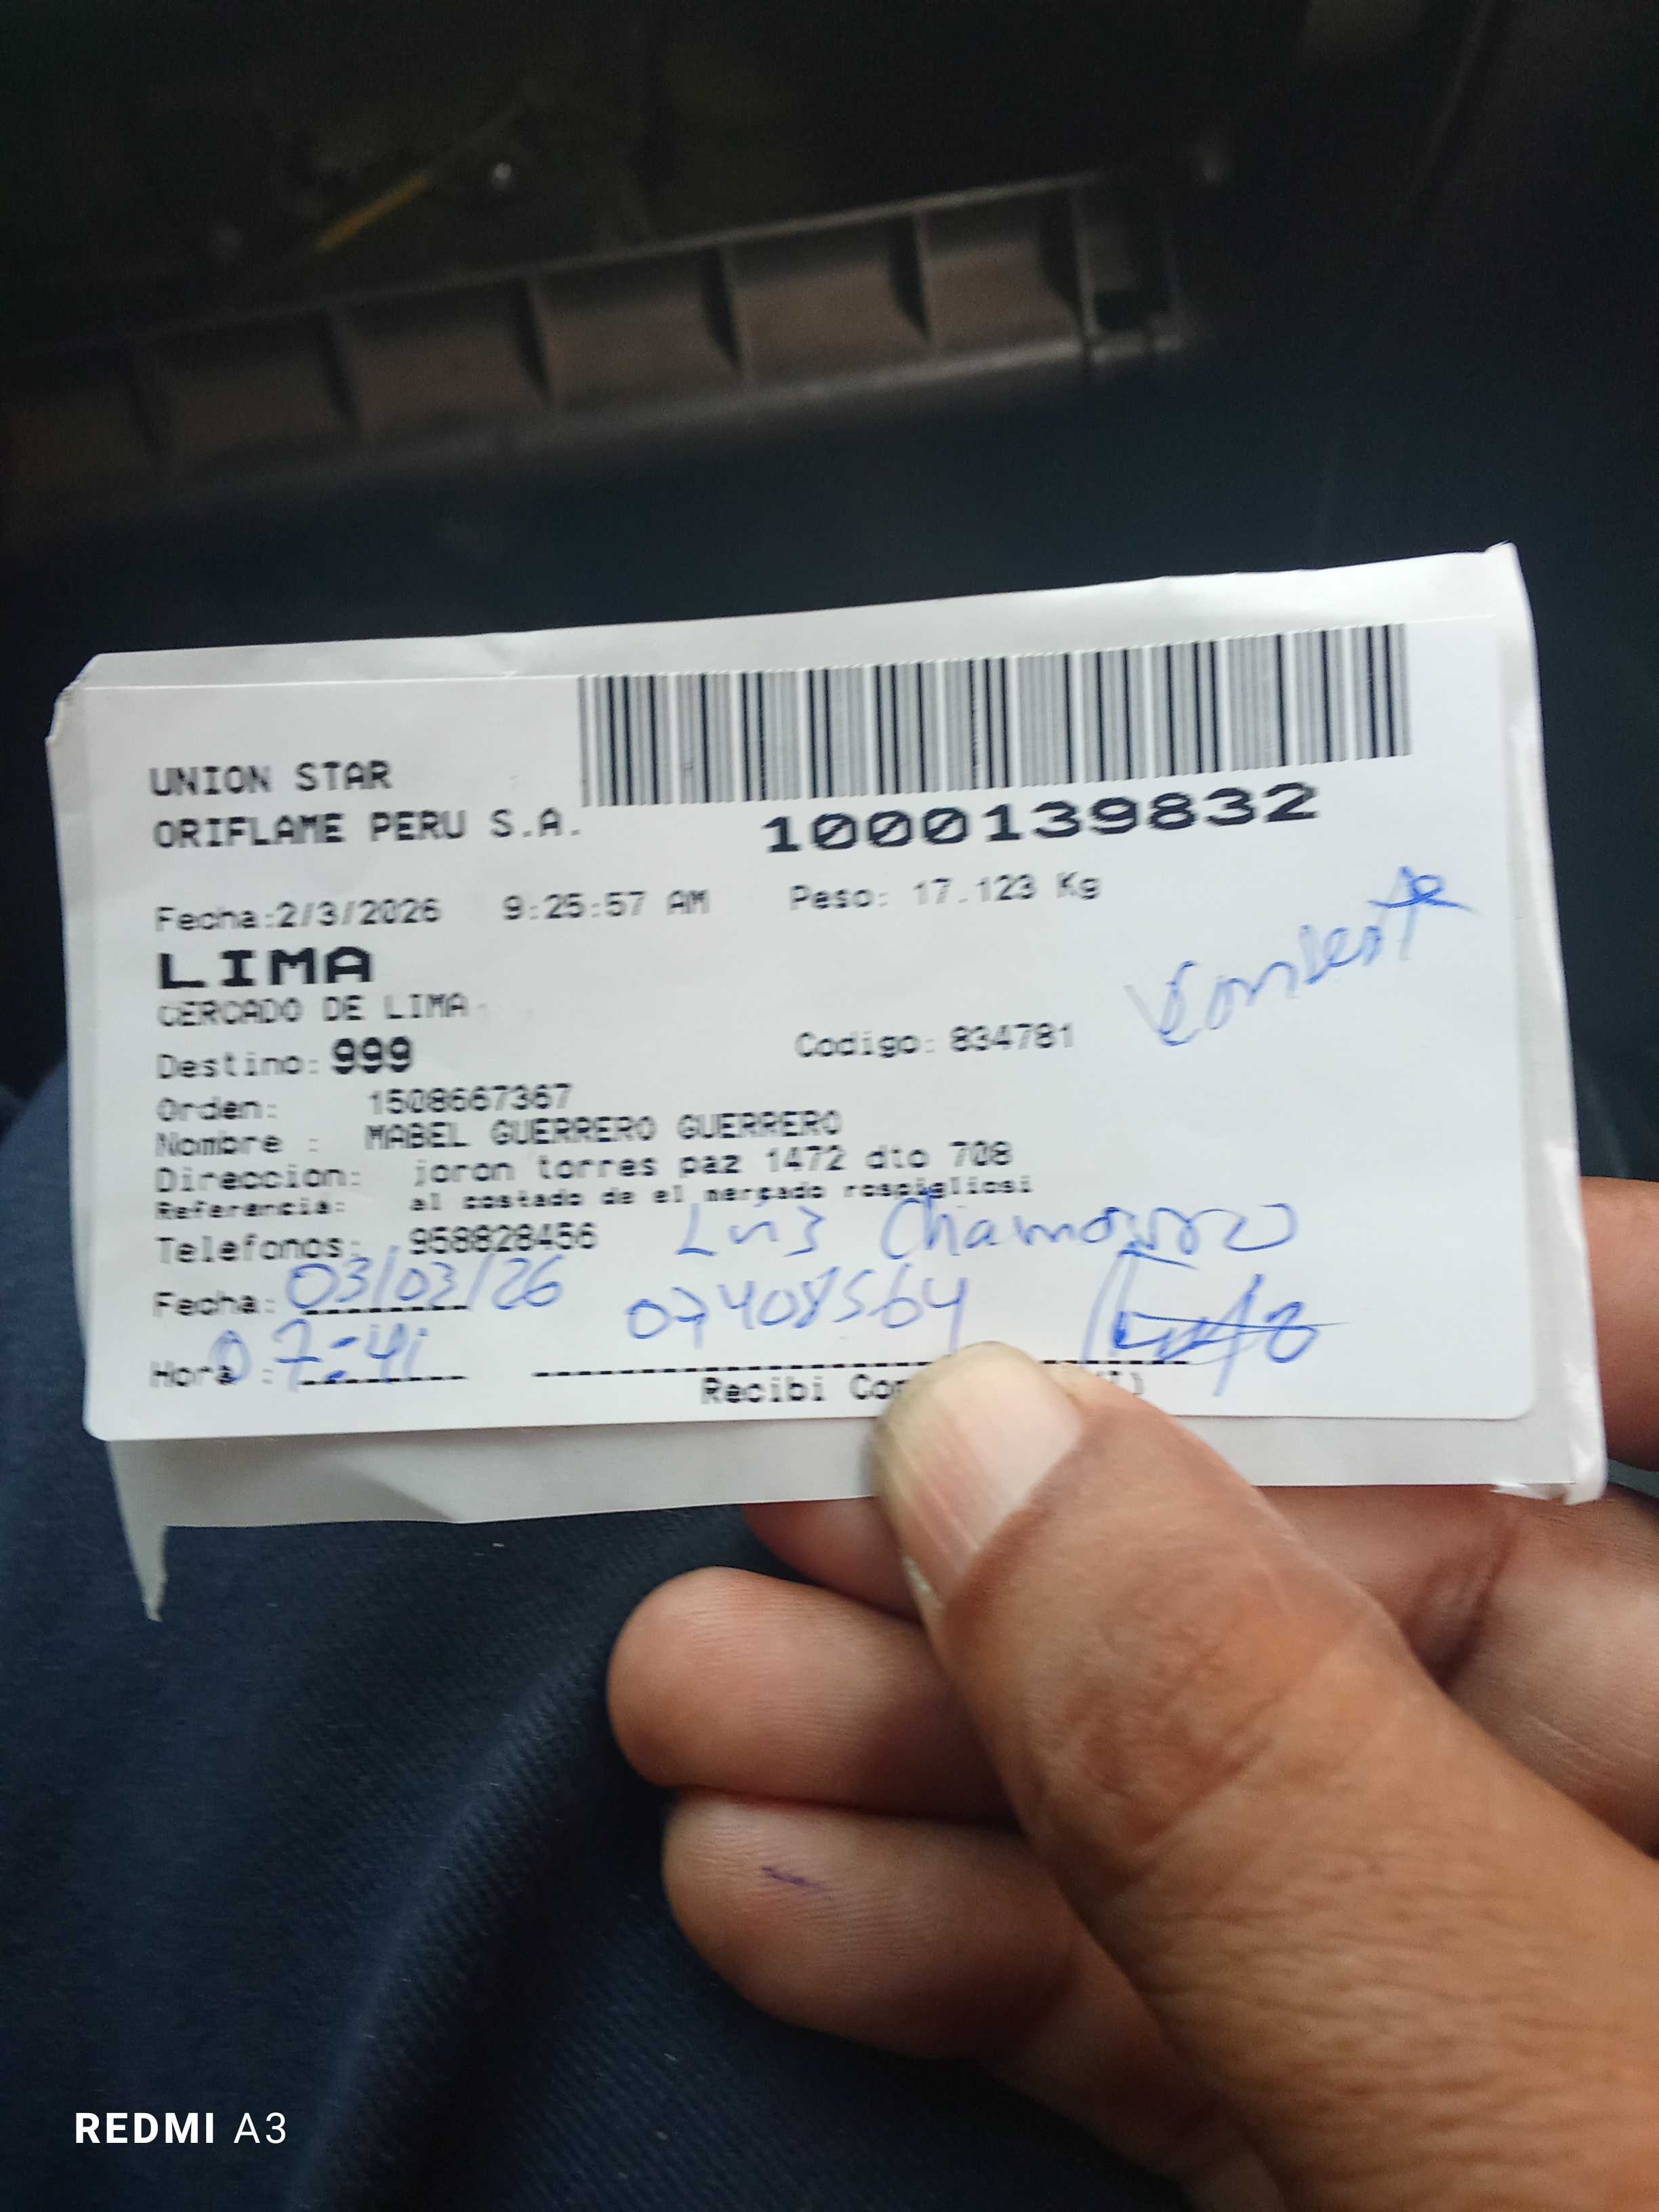 UNION STAR
ORIFLAME PERU S.A.
1000139832
Fecha:2/3/2026 9:25:57 AM Peso: 17.123 Kg
LIMA
CERCADO DE LIMA
Destino: 999 Codigo: 834781
Orden: 1508667367
Nombre : MABEL GUERRERO GUERRERO
Direccion: joron torres paz 1472 dto 708
Referencia: al costado de el mercado rospigliosi
Telefonos: 958828456 Luis Chamorro
Fecha: 03/03/26 07408564
Hora : 07:41
Recibi
REDMI A3